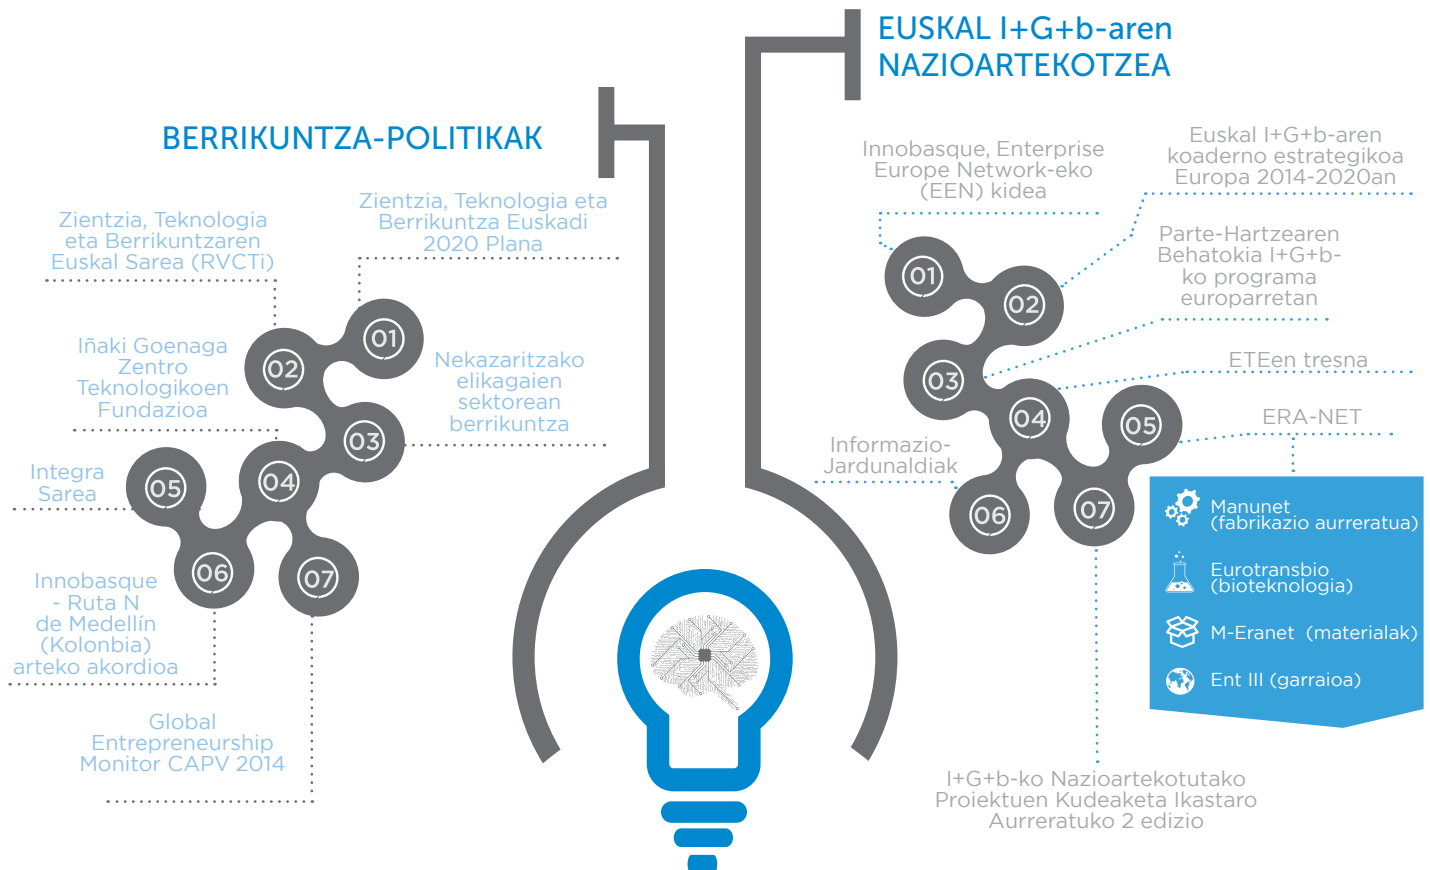 EUSKAL I+G+b-aren
NAZIOARTEKOTZEA
BERRIKUNTZA-POLITIKAK
Zientzia, Teknologia
eta Berrikuntzaren
Euskal Sarea (RVCTi)
Zientzia, Teknologia eta
Berrikuntza Euskadi
2020 Plana
01
02
Iñaki Goenaga
Zentro
Teknologikoen
Fundazioa
Nekazaritzako
elikagaien
sektorean
berrikuntza
03
04
05
Integra
Sarea
06
07
Innobasque
- Ruta N
de Medellín
(Kolonbia)
arteko akordioa
Global
Entrepreneurship
Monitor CAPV 2014
Innobasque, Enterprise
Europe Network-eko
(EEN) kidea
Euskal I+G+b-aren
koaderno estrategikoa
Europa 2014-2020an
Parte-Hartzearen
Behatokia I+G+b-
ko programa
europarretan
01
02
03
ETEen tresna
04
05
ERA-NET
Informazio-
Jardunaldiak
06
07
Manunet
(fabrikazio aurreratua)
Eurotransbio
(bioteknologia)
M-Eranet (materialak)
Ent III (garraioa)
I+G+b-ko Nazioartekotutako
Proiektuen Kudeaketa Ikastaro
Aurreratuko 2 edizio